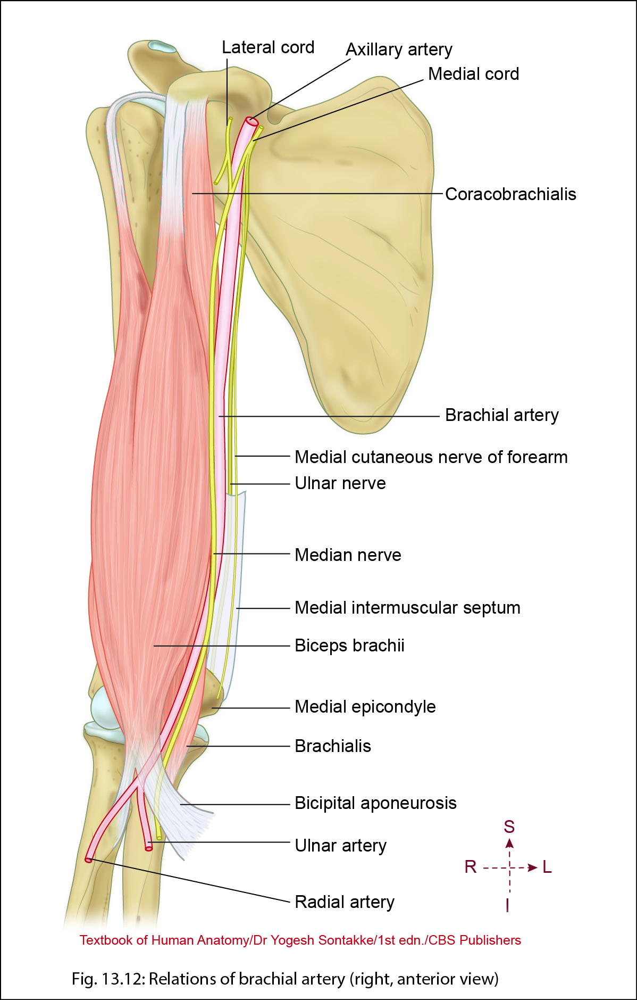 Lateral cord
Axillary artery
Medial cord
Coracobrachialis
Brachial artery
Medial cutaneous nerve of forearm
Ulnar nerve
Median nerve
Medial intermuscular septum
Biceps brachii
Medial epicondyle
Brachialis
Bicipital aponeurosis
Ulnar artery
Radial artery
S
R L
I
Textbook of Human Anatomy/Dr Yogesh Sontakke/1st edn./CBS Publishers
Fig. 13.12: Relations of brachial artery (right, anterior view)